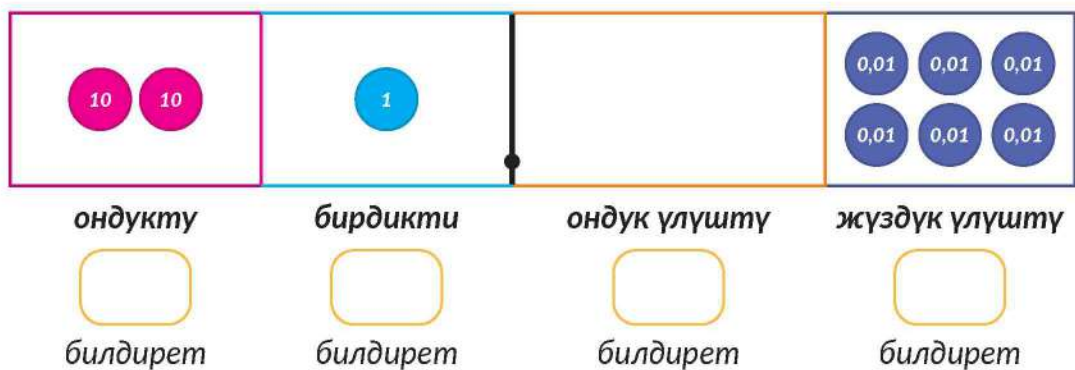 10 10 1 0,01 0,01 0,01
0,01 0,01 0,01
ондукту бирдикти ондук үлүштү жүздүк үлүштү
билдирет билдирет билдирет билдирет